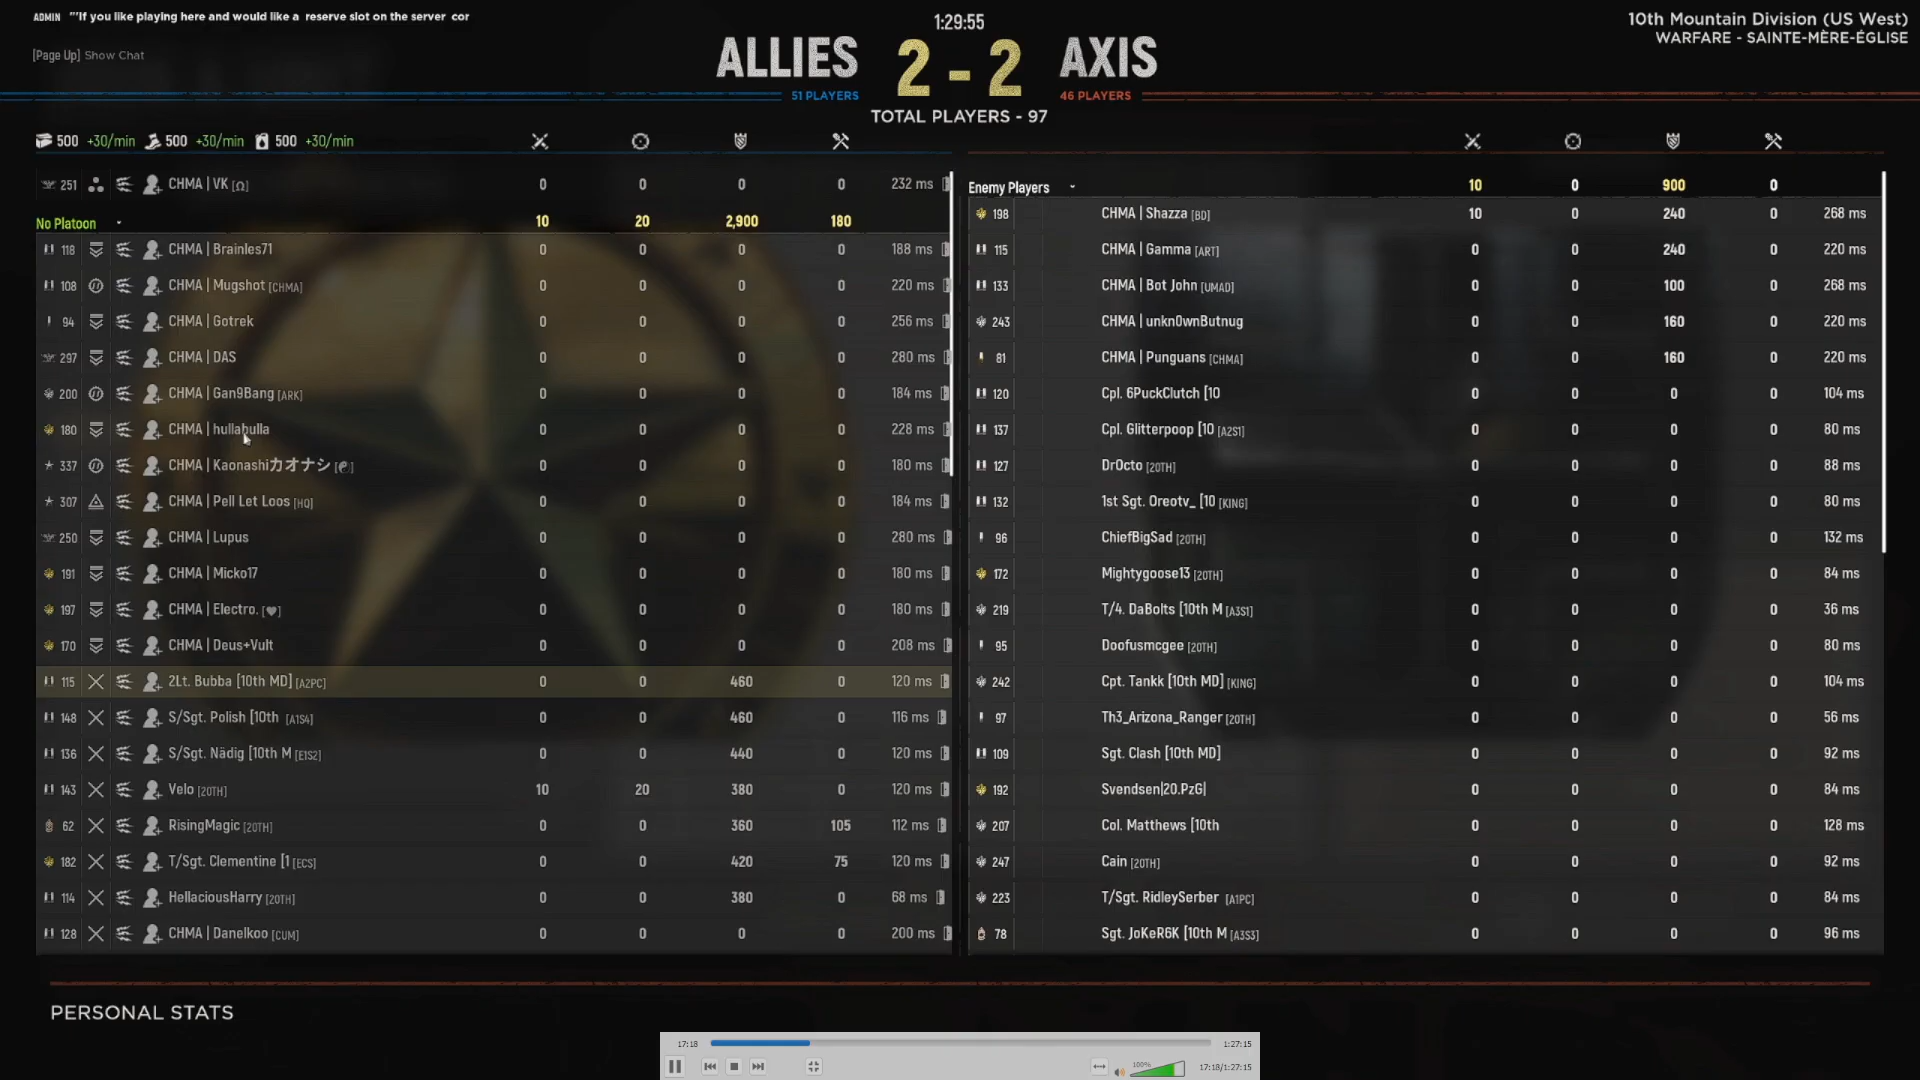 ADMIN "'If you like playing here and would like a reserve slot on the server cor
[Page Up] Show Chat
1:29:55
ALLIES 2 - 2 AXIS
51 PLAYERS 46 PLAYERS
TOTAL PLAYERS - 97
10th Mountain Division (US West)
WARFARE - SAINTE-MÈRE-ÉGLISE
500 +30/min 500 +30/min 500 +30/min
251 CHMA | VK [Ω] 0 0 0 0 232 ms
No Platoon 10 20 2,900 180
118 CHMA | Brainles71 0 0 0 0 188 ms
108 CHMA | Mugshot [CHMA] 0 0 0 0 220 ms
94 CHMA | Gotrek 0 0 0 0 256 ms
297 CHMA | DAS 0 0 0 0 280 ms
200 CHMA | Gan9Bang [ARK] 0 0 0 0 184 ms
180 CHMA | hullabulla 0 0 0 0 228 ms
337 CHMA | Kaonashiカオナシ [☯] 0 0 0 0 180 ms
307 CHMA | Pell Let Loos [HQ] 0 0 0 0 184 ms
250 CHMA | Lupus 0 0 0 0 280 ms
191 CHMA | Micko17 0 0 0 0 180 ms
197 CHMA | Electro. [♥] 0 0 0 0 180 ms
170 CHMA | Deus+Vult 0 0 0 0 208 ms
115 2Lt. Bubba [10th MD] [A2PC] 0 0 460 0 120 ms
148 S/Sgt. Polish [10th [A1S4] 0 0 460 0 116 ms
136 S/Sgt. Nädig [10th M [E1S2] 0 0 440 0 120 ms
143 Velo [20TH] 10 20 380 0 120 ms
62 RisingMagic [20TH] 0 0 360 105 112 ms
182 T/Sgt. Clementine [1 [ECS] 0 0 420 75 120 ms
114 HellaciousHarry [20TH] 0 0 380 0 68 ms
128 CHMA | Danelkoo [CUM] 0 0 0 0 200 ms
Enemy Players 10 0 900 0
198 CHMA | Shazza [BD] 10 0 240 0 268 ms
115 CHMA | Gamma [ART] 0 0 240 0 220 ms
133 CHMA | Bot John [UMAD] 0 0 100 0 268 ms
243 CHMA | unkn0wnButnug 0 0 160 0 220 ms
81 CHMA | Punguans [CHMA] 0 0 160 0 220 ms
120 Cpl. 6PuckClutch [10 0 0 0 0 104 ms
137 Cpl. Glitterpoop [10 [A2S1] 0 0 0 0 80 ms
127 DrOcto [20TH] 0 0 0 0 88 ms
132 1st Sgt. Oreotv_ [10 [KING] 0 0 0 0 80 ms
96 ChiefBigSad [20TH] 0 0 0 0 132 ms
172 Mightygoose13 [20TH] 0 0 0 0 84 ms
219 T/4. DaBolts [10th M [A3S1] 0 0 0 0 36 ms
95 Doofusmcgee [20TH] 0 0 0 0 80 ms
242 Cpt. Tankk [10th MD] [KING] 0 0 0 0 104 ms
97 Th3_Arizona_Ranger [20TH] 0 0 0 0 56 ms
109 Sgt. Clash [10th MD] 0 0 0 0 92 ms
192 Svendsen|20.PzG| 0 0 0 0 84 ms
207 Col. Matthews [10th 0 0 0 0 128 ms
247 Cain [20TH] 0 0 0 0 92 ms
223 T/Sgt. RidleySerber [A1PC] 0 0 0 0 84 ms
78 Sgt. JoKeR6K [10th M [A3S3] 0 0 0 0 96 ms
PERSONAL STATS
17:18 1:27:15
100% 17:18/1:27:15